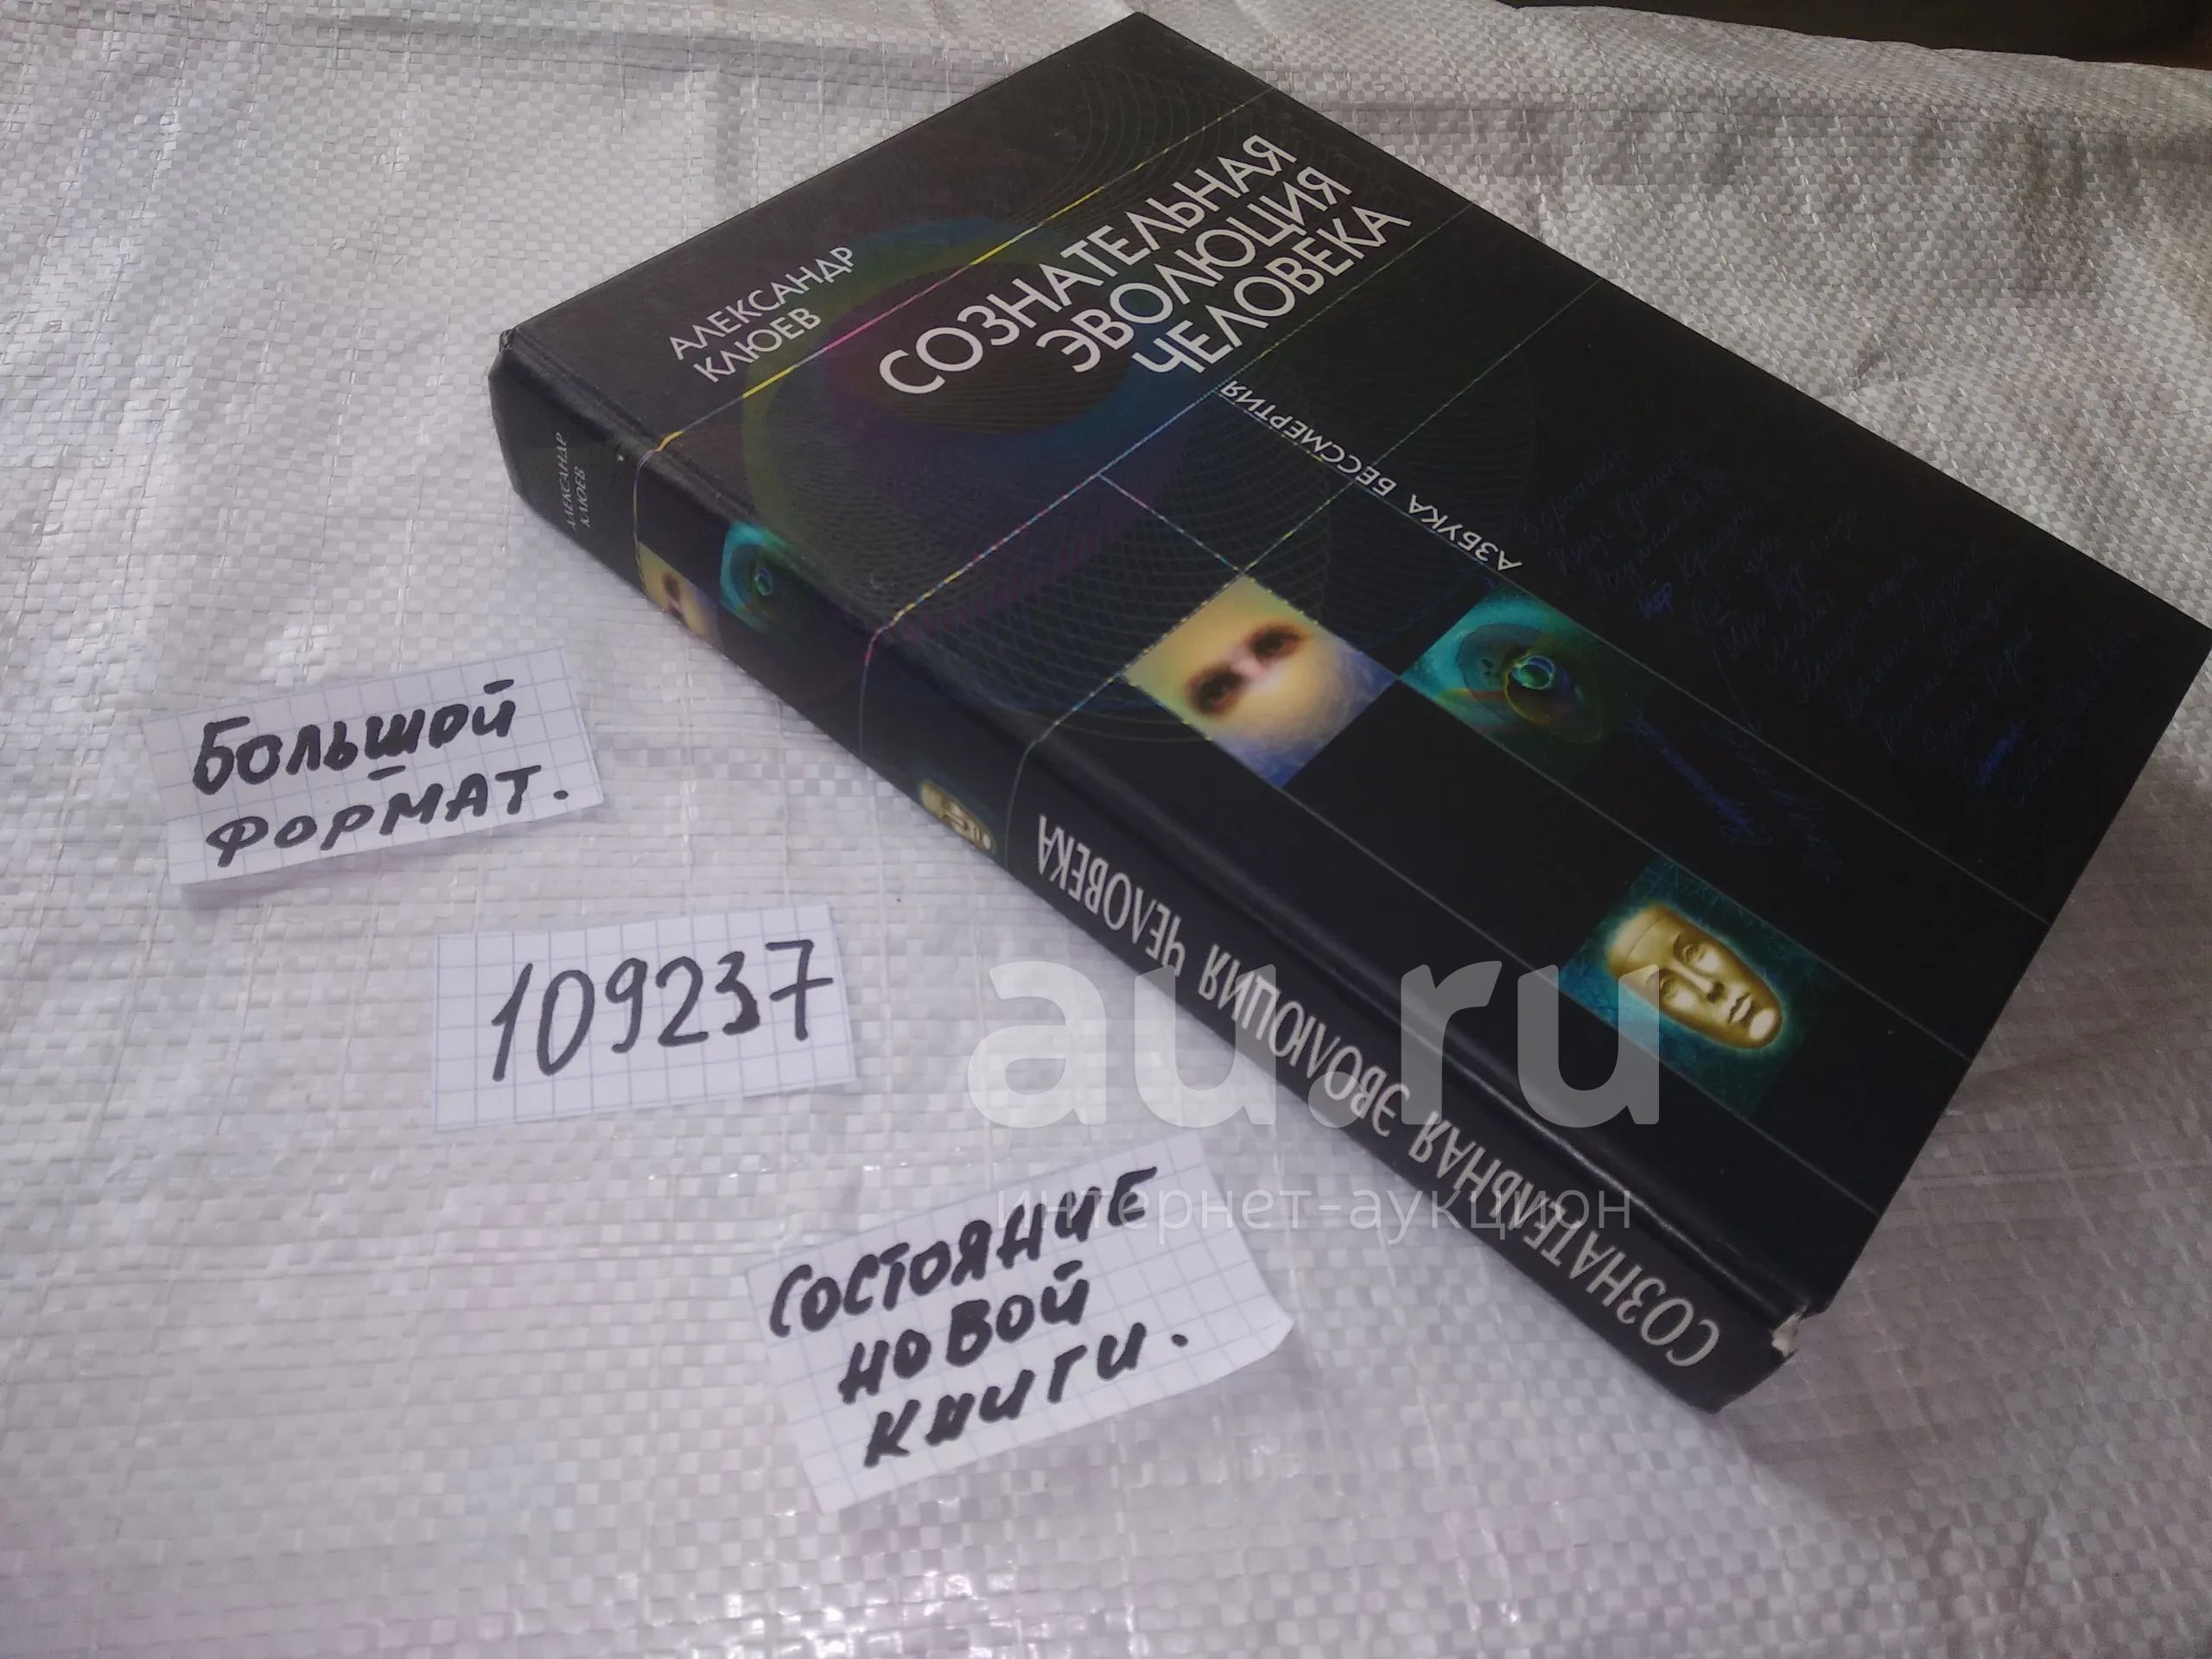 АЛЕКСАНДР
КЛЮЕВ
СОЗНАТЕЛЬНАЯ
ЭВОЛЮЦИЯ
ЧЕЛОВЕКА
АЗБУКА БЕССМЕРТИЯ
АЛЕКСАНДР
КЛЮЕВ
СОЗНАТЕЛЬНАЯ ЭВОЛЮЦИЯ ЧЕЛОВЕКА
БОЛЬШОЙ
ФОРМАТ.
109237
СОСТОЯНИЕ
НОВОЙ
КНИГИ.
au.ru
интернет-аукцион